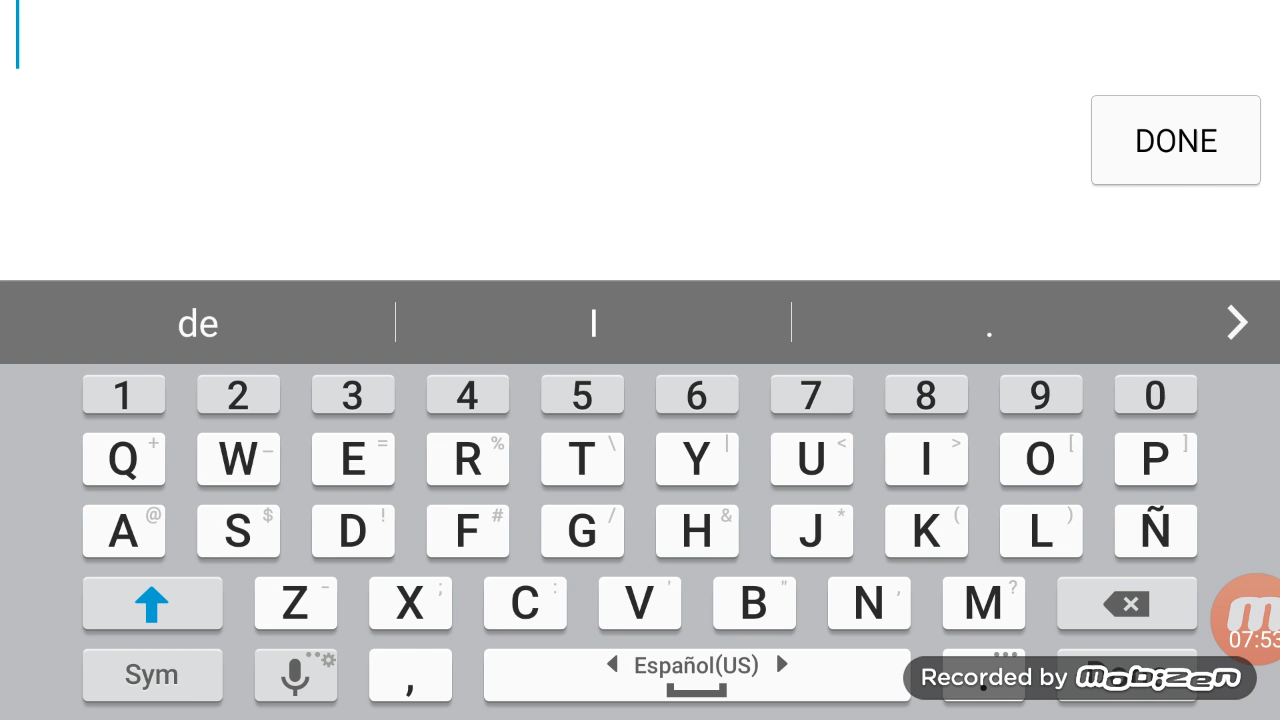 DONE
de I .
1 2 3 4 5 6 7 8 9 0
Q + W _ E = R % T \ Y | U < I > O [ P ]
A @ S $ D ! F # G / H & J * K ( L ) Ñ
Z - X ; C : V ' B " N , M ?
07:53
Sym , Español(US) .
Recorded by mobizen